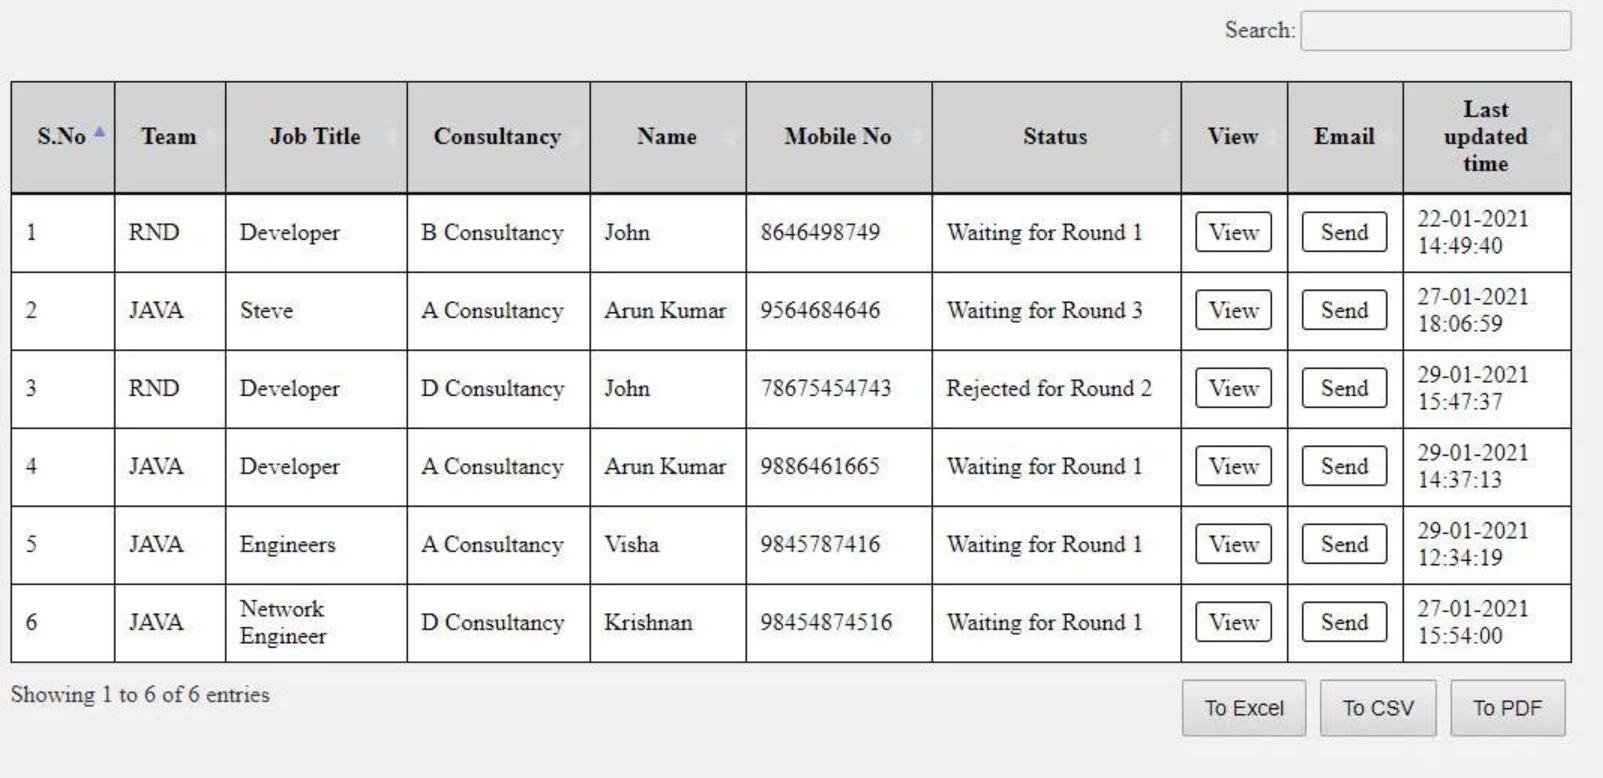 Search:
S.No Team Job Title Consultancy Name Mobile No Status View Email Last updated time
1 RND Developer B Consultancy John 8646498749 Waiting for Round 1 View Send 22-01-2021 14:49:40
2 JAVA Steve A Consultancy Arun Kumar 9564684646 Waiting for Round 3 View Send 27-01-2021 18:06:59
3 RND Developer D Consultancy John 78675454743 Rejected for Round 2 View Send 29-01-2021 15:47:37
4 JAVA Developer A Consultancy Arun Kumar 9886461665 Waiting for Round 1 View Send 29-01-2021 14:37:13
5 JAVA Engineers A Consultancy Visha 9845787416 Waiting for Round 1 View Send 29-01-2021 12:34:19
6 JAVA Network Engineer D Consultancy Krishnan 98454874516 Waiting for Round 1 View Send 27-01-2021 15:54:00
Showing 1 to 6 of 6 entries
To Excel To CSV To PDF